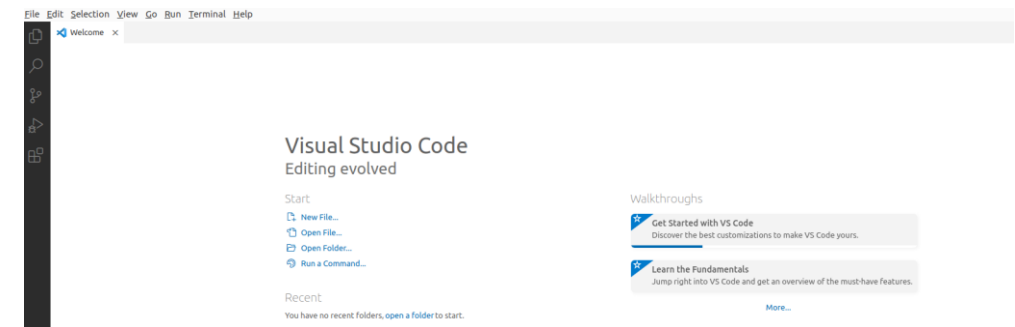 File Edit Selection View Go Run Terminal Help
Welcome
Visual Studio Code
Editing evolved
Start
New File...
Open File...
Open Folder...
Run a Command...
Recent
You have no recent folders, open a folder to start.
Walkthroughs
Get Started with VS Code
Discover the best customizations to make VS Code yours.
Learn the Fundamentals
Jump right into VS Code and get an overview of the must-have features.
More...